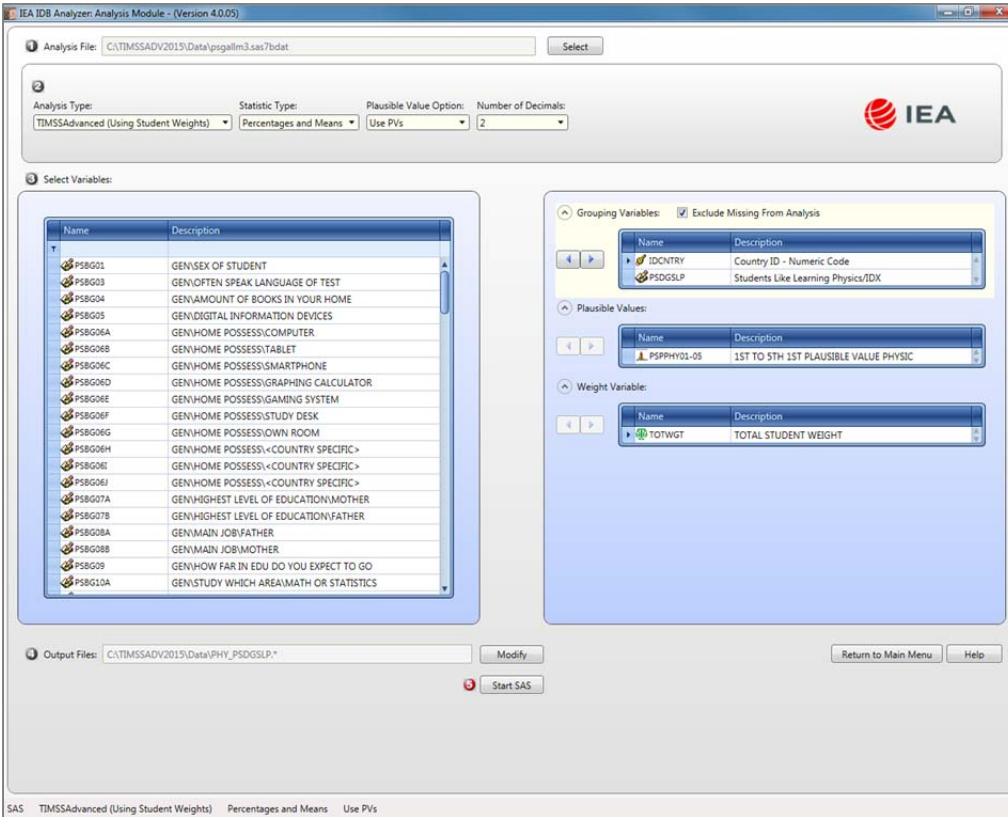 IEA IDB Analyzer: Analysis Module - (Version 4.0.05)
1 Analysis File: C:\TIMSSADV2015\Data\psgallm3.sas7bdat Select
2
Analysis Type: Statistic Type: Plausible Value Option: Number of Decimals:
TIMSSAdvanced (Using Student Weights) Percentages and Means Use PVs 2
IEA
3 Select Variables:
Name Description
PSBG01 GEN\SEX OF STUDENT
PSBG03 GEN\OFTEN SPEAK LANGUAGE OF TEST
PSBG04 GEN\AMOUNT OF BOOKS IN YOUR HOME
PSBG05 GEN\DIGITAL INFORMATION DEVICES
PSBG06A GEN\HOME POSSESS\COMPUTER
PSBG06B GEN\HOME POSSESS\TABLET
PSBG06C GEN\HOME POSSESS\SMARTPHONE
PSBG06D GEN\HOME POSSESS\GRAPHING CALCULATOR
PSBG06E GEN\HOME POSSESS\GAMING SYSTEM
PSBG06F GEN\HOME POSSESS\STUDY DESK
PSBG06G GEN\HOME POSSESS\OWN ROOM
PSBG06H GEN\HOME POSSESS\<COUNTRY SPECIFIC>
PSBG06I GEN\HOME POSSESS\<COUNTRY SPECIFIC>
PSBG06J GEN\HOME POSSESS\<COUNTRY SPECIFIC>
PSBG07A GEN\HIGHEST LEVEL OF EDUCATION\MOTHER
PSBG07B GEN\HIGHEST LEVEL OF EDUCATION\FATHER
PSBG08A GEN\MAIN JOB\FATHER
PSBG08B GEN\MAIN JOB\MOTHER
PSBG09 GEN\HOW FAR IN EDU DO YOU EXPECT TO GO
PSBG10A GEN\STUDY WHICH AREA\MATH OR STATISTICS
Grouping Variables: Exclude Missing From Analysis
Name Description
IDCNTRY Country ID - Numeric Code
PSDGSLP Students Like Learning Physics/IDX
Plausible Values:
Name Description
PSPPHY01-05 1ST TO 5TH 1ST PLAUSIBLE VALUE PHYSIC
Weight Variable:
Name Description
TOTWGT TOTAL STUDENT WEIGHT
4 Output Files: C:\TIMSSADV2015\Data\PHY_PSDGSLP.* Modify Return to Main Menu Help
5 Start SAS
SAS TIMSSAdvanced (Using Student Weights) Percentages and Means Use PVs